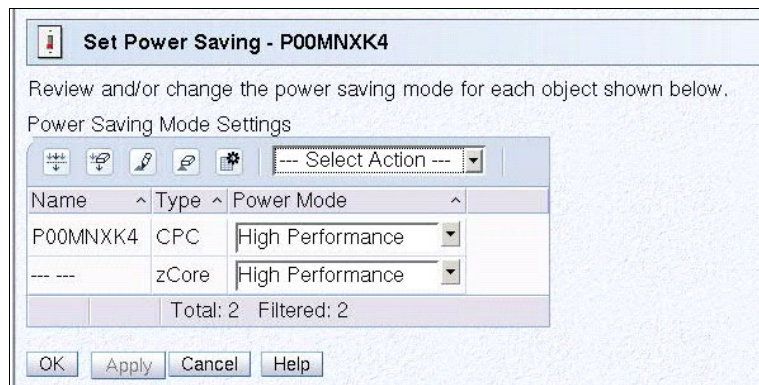 Set Power Saving - P00MNXK4
Review and/or change the power saving mode for each object shown below.
Power Saving Mode Settings
--- Select Action ---
Name Type Power Mode
P00MNXK4 CPC High Performance
--- --- zCore High Performance
Total: 2 Filtered: 2
OK Apply Cancel Help